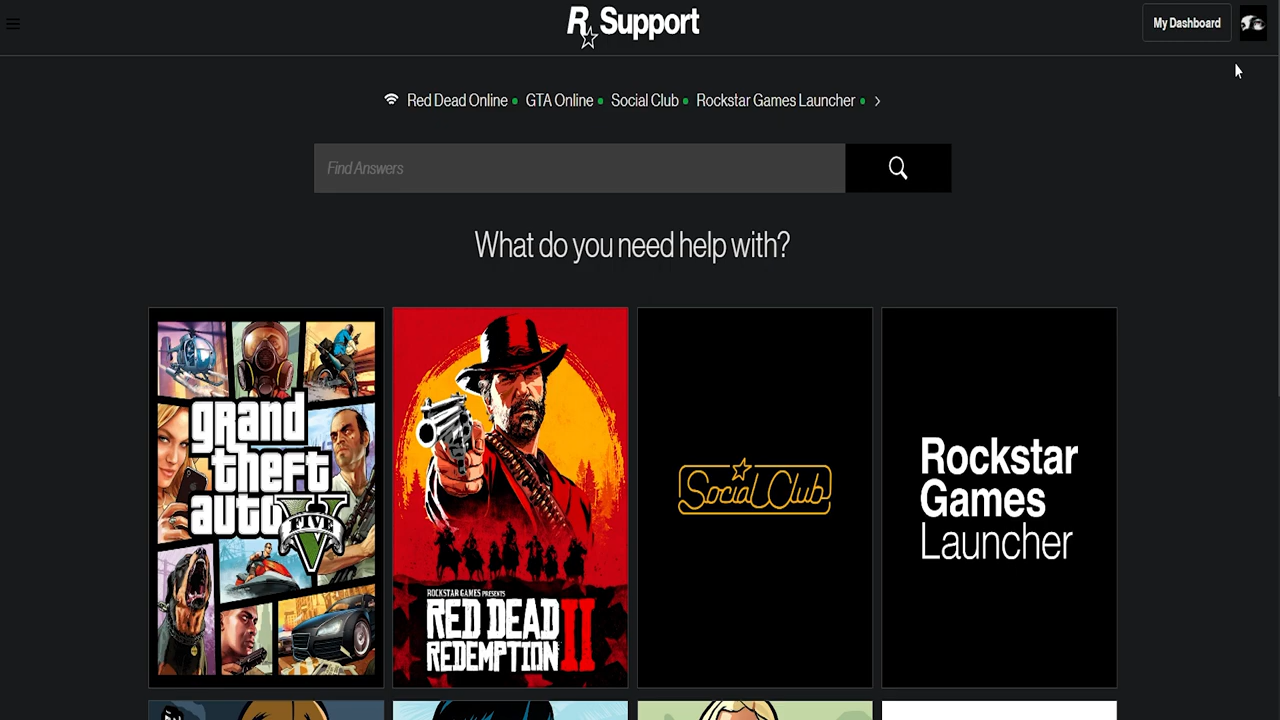 R Support
My Dashboard
Red Dead Online GTA Online Social Club Rockstar Games Launcher
Find Answers
What do you need help with?
grand
theft
auto
FIVE
V
ROCKSTAR GAMES PRESENTS
RED DEAD
REDEMPTION
II
Social Club
Rockstar
Games
Launcher